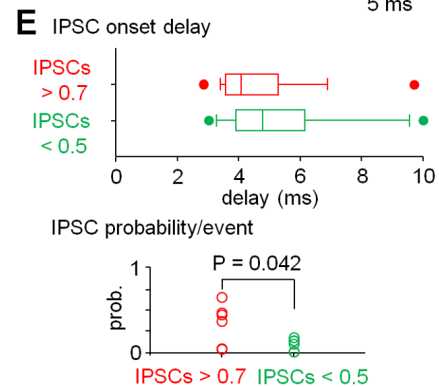 5 ms
E IPSC onset delay
IPSCs
> 0.7
IPSCs
< 0.5
0 2 4 6 8 10
delay (ms)
IPSC probability/event
P = 0.042
1
prob.
0
IPSCs > 0.7 IPSCs < 0.5